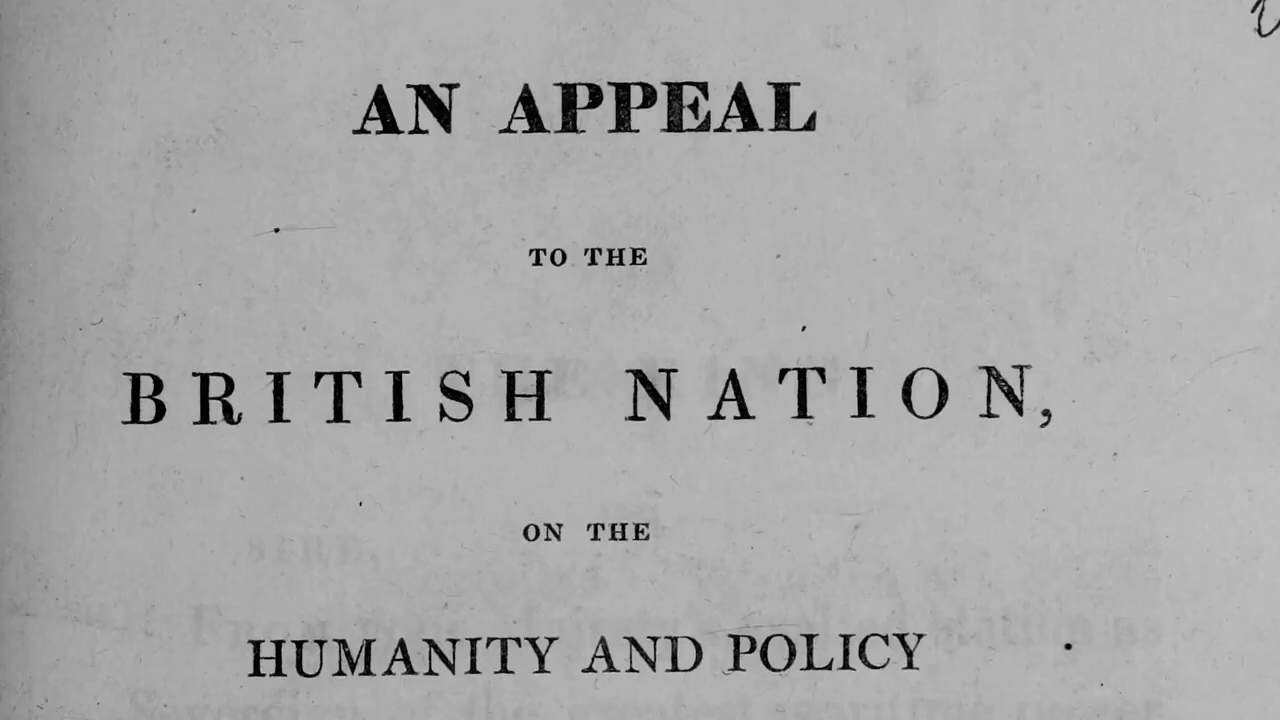 AN APPEAL
TO THE
BRITISH NATION,
ON THE
HUMANITY AND POLICY